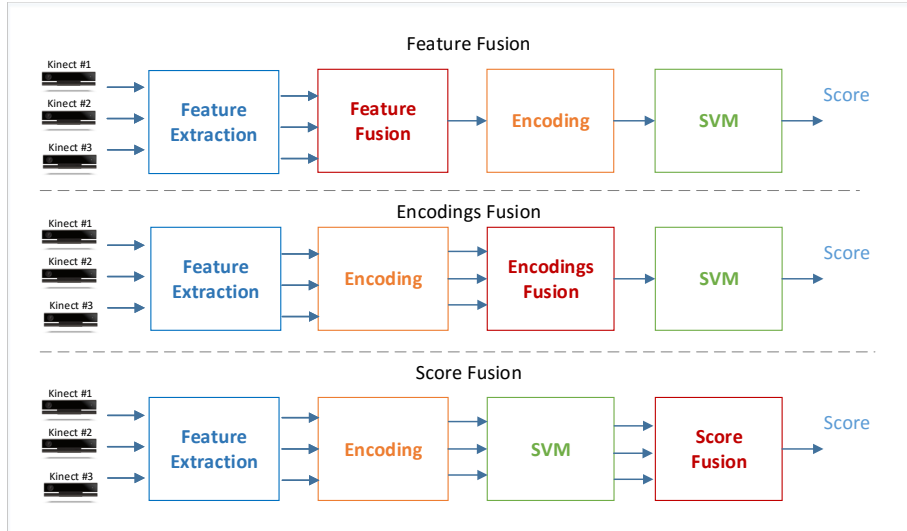 Feature Fusion
Kinect #1
Kinect #2
Kinect #3
Feature
Extraction
Feature
Fusion
Encoding
SVM
Score
Encodings Fusion
Kinect #1
Kinect #2
Kinect #3
Feature
Extraction
Encoding
Encodings
Fusion
SVM
Score
Score Fusion
Kinect #1
Kinect #2
Kinect #3
Feature
Extraction
Encoding
SVM
Score
Fusion
Score